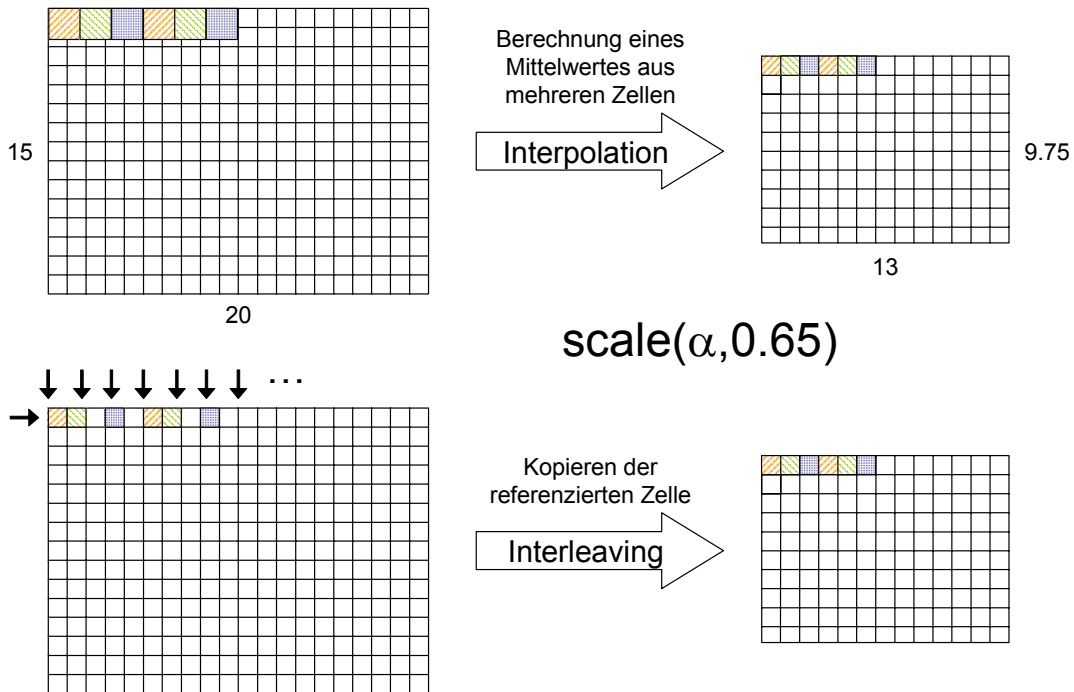 Berechnung eines
Mittelwertes aus
mehreren Zellen
15
Interpolation
9.75
13
20
scale(α,0.65)
...
Kopieren der
referenzierten Zelle
Interleaving